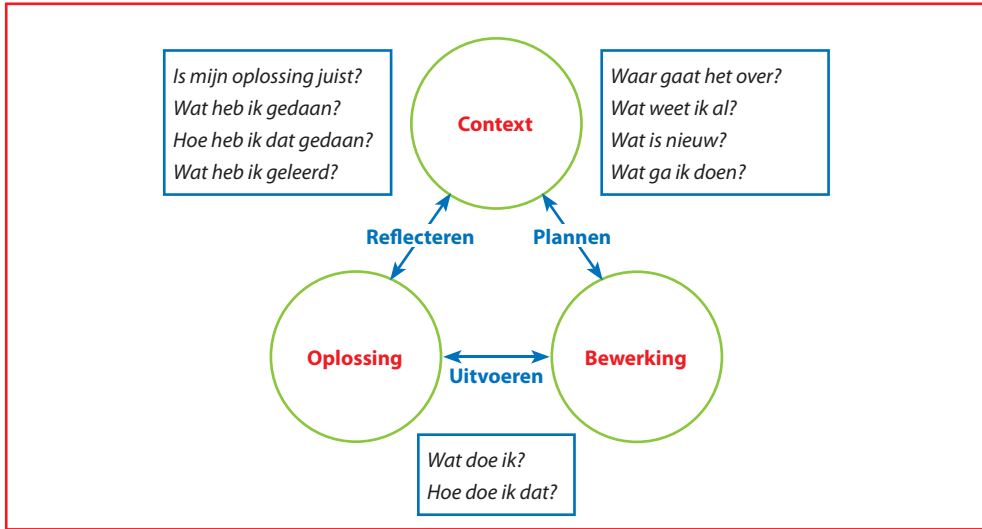 Is mijn oplossing juist?
Wat heb ik gedaan?
Hoe heb ik dat gedaan?
Wat heb ik geleerd?
Context
Waar gaat het over?
Wat weet ik al?
Wat is nieuw?
Wat ga ik doen?
Reflecteren
Plannen
Oplossing
Uitvoeren
Bewerking
Wat doe ik?
Hoe doe ik dat?